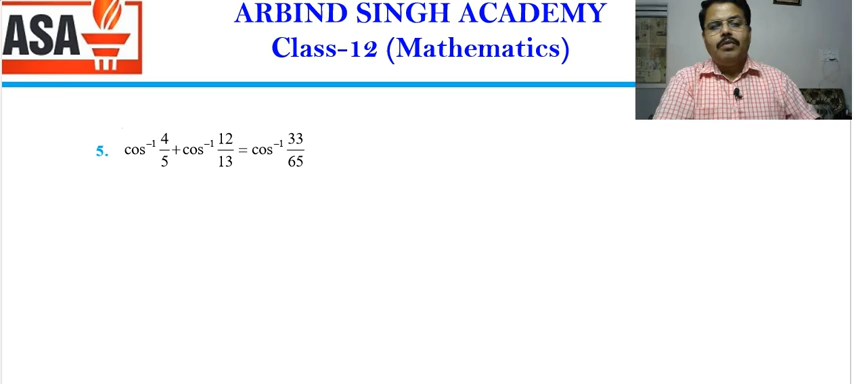 ASA
ARBIND SINGH ACADEMY
Class-12 (Mathematics)
5. cos⁻¹ 4/5 + cos⁻¹ 12/13 = cos⁻¹ 33/65